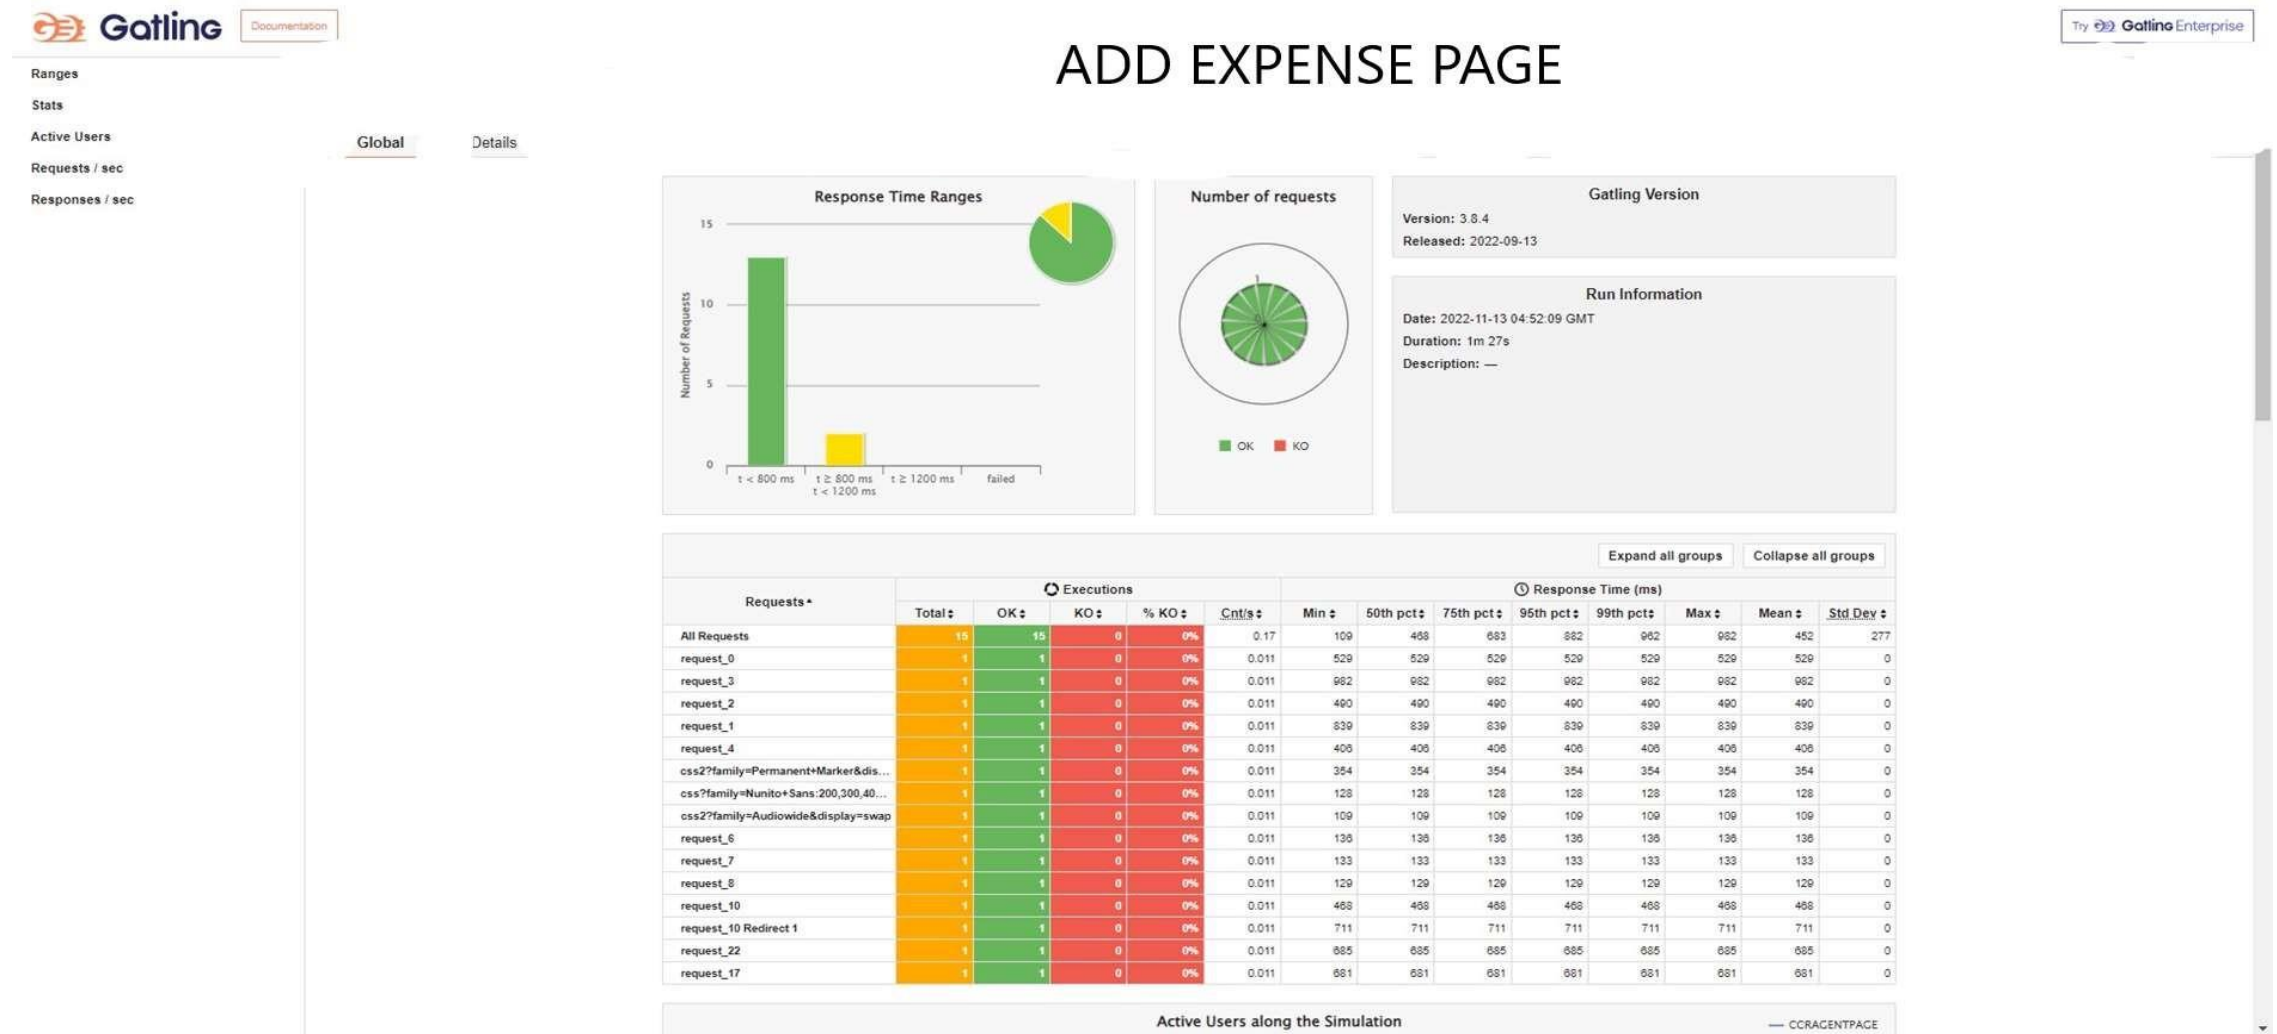 Gatling
Documentation
Try Gatling Enterprise
ADD EXPENSE PAGE
Ranges
Stats
Active Users
Requests / sec
Responses / sec
Global Details
Response Time Ranges
15
10
5
0
Number of Requests
t < 800 ms
t ≥ 800 ms
t < 1200 ms
t ≥ 1200 ms
failed
Number of requests
1
0
OK KO
Gatling Version
Version: 3.8.4
Released: 2022-09-13
Run Information
Date: 2022-11-13 04:52:09 GMT
Duration: 1m 27s
Description: —
Expand all groups Collapse all groups
Requests Executions Response Time (ms)
Total OK KO % KO Cnt/s Min 50th pct 75th pct 95th pct 99th pct Max Mean Std Dev
All Requests 15 15 0 0% 0.17 109 468 683 882 962 982 452 277
request_0 1 1 0 0% 0.011 529 529 529 529 529 529 529 0
request_3 1 1 0 0% 0.011 982 982 982 982 982 982 982 0
request_2 1 1 0 0% 0.011 490 490 490 490 490 490 490 0
request_1 1 1 0 0% 0.011 839 839 839 839 839 839 839 0
request_4 1 1 0 0% 0.011 406 406 406 406 406 406 406 0
css2?family=Permanent+Marker&dis... 1 1 0 0% 0.011 354 354 354 354 354 354 354 0
css?family=Nunito+Sans:200,300,40... 1 1 0 0% 0.011 128 128 128 128 128 128 128 0
css2?family=Audiowide&display=swap 1 1 0 0% 0.011 109 109 109 109 109 109 109 0
request_6 1 1 0 0% 0.011 136 136 136 136 136 136 136 0
request_7 1 1 0 0% 0.011 133 133 133 133 133 133 133 0
request_8 1 1 0 0% 0.011 129 129 129 129 129 129 129 0
request_10 1 1 0 0% 0.011 468 468 468 468 468 468 468 0
request_10 Redirect 1 1 1 0 0% 0.011 711 711 711 711 711 711 711 0
request_22 1 1 0 0% 0.011 685 685 685 685 685 685 685 0
request_17 1 1 0 0% 0.011 681 681 681 681 681 681 681 0
Active Users along the Simulation
CCRAGENTPAGE